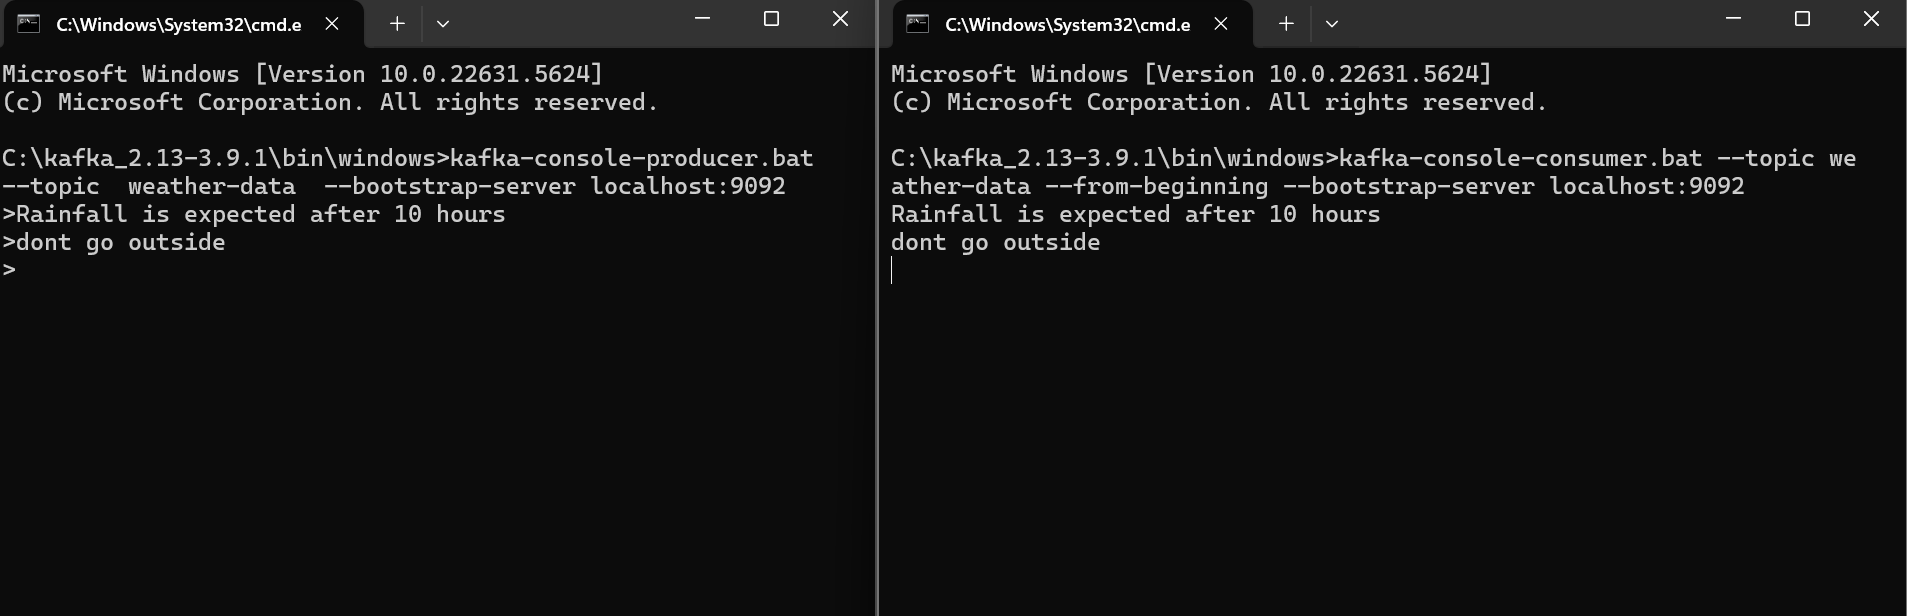 C:\Windows\System32\cmd.e
Microsoft Windows [Version 10.0.22631.5624]
(c) Microsoft Corporation. All rights reserved.
C:\kafka_2.13-3.9.1\bin\windows>kafka-console-producer.bat
--topic  weather-data  --bootstrap-server localhost:9092
>Rainfall is expected after 10 hours
>dont go outside
>
C:\Windows\System32\cmd.e
Microsoft Windows [Version 10.0.22631.5624]
(c) Microsoft Corporation. All rights reserved.
C:\kafka_2.13-3.9.1\bin\windows>kafka-console-consumer.bat --topic we
ather-data --from-beginning --bootstrap-server localhost:9092
Rainfall is expected after 10 hours
dont go outside